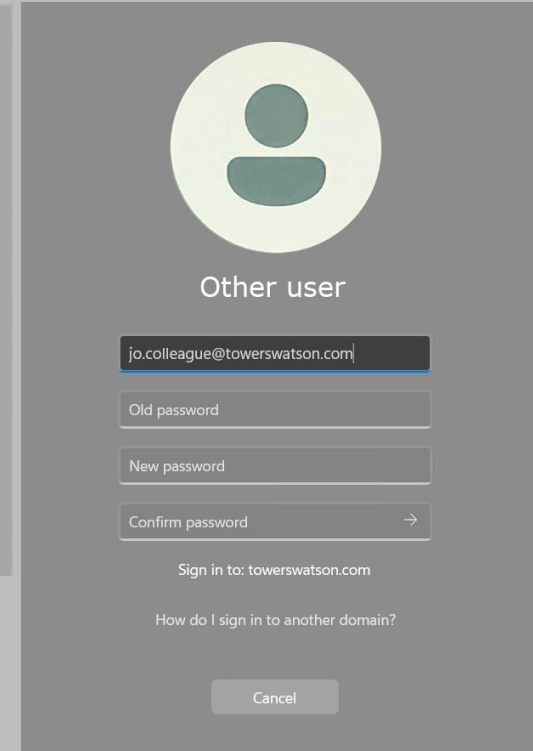 Other user
jo.colleague@towerswatson.com
Old password
New password
Confirm password
Sign in to: towerswatson.com
How do I sign in to another domain?
Cancel